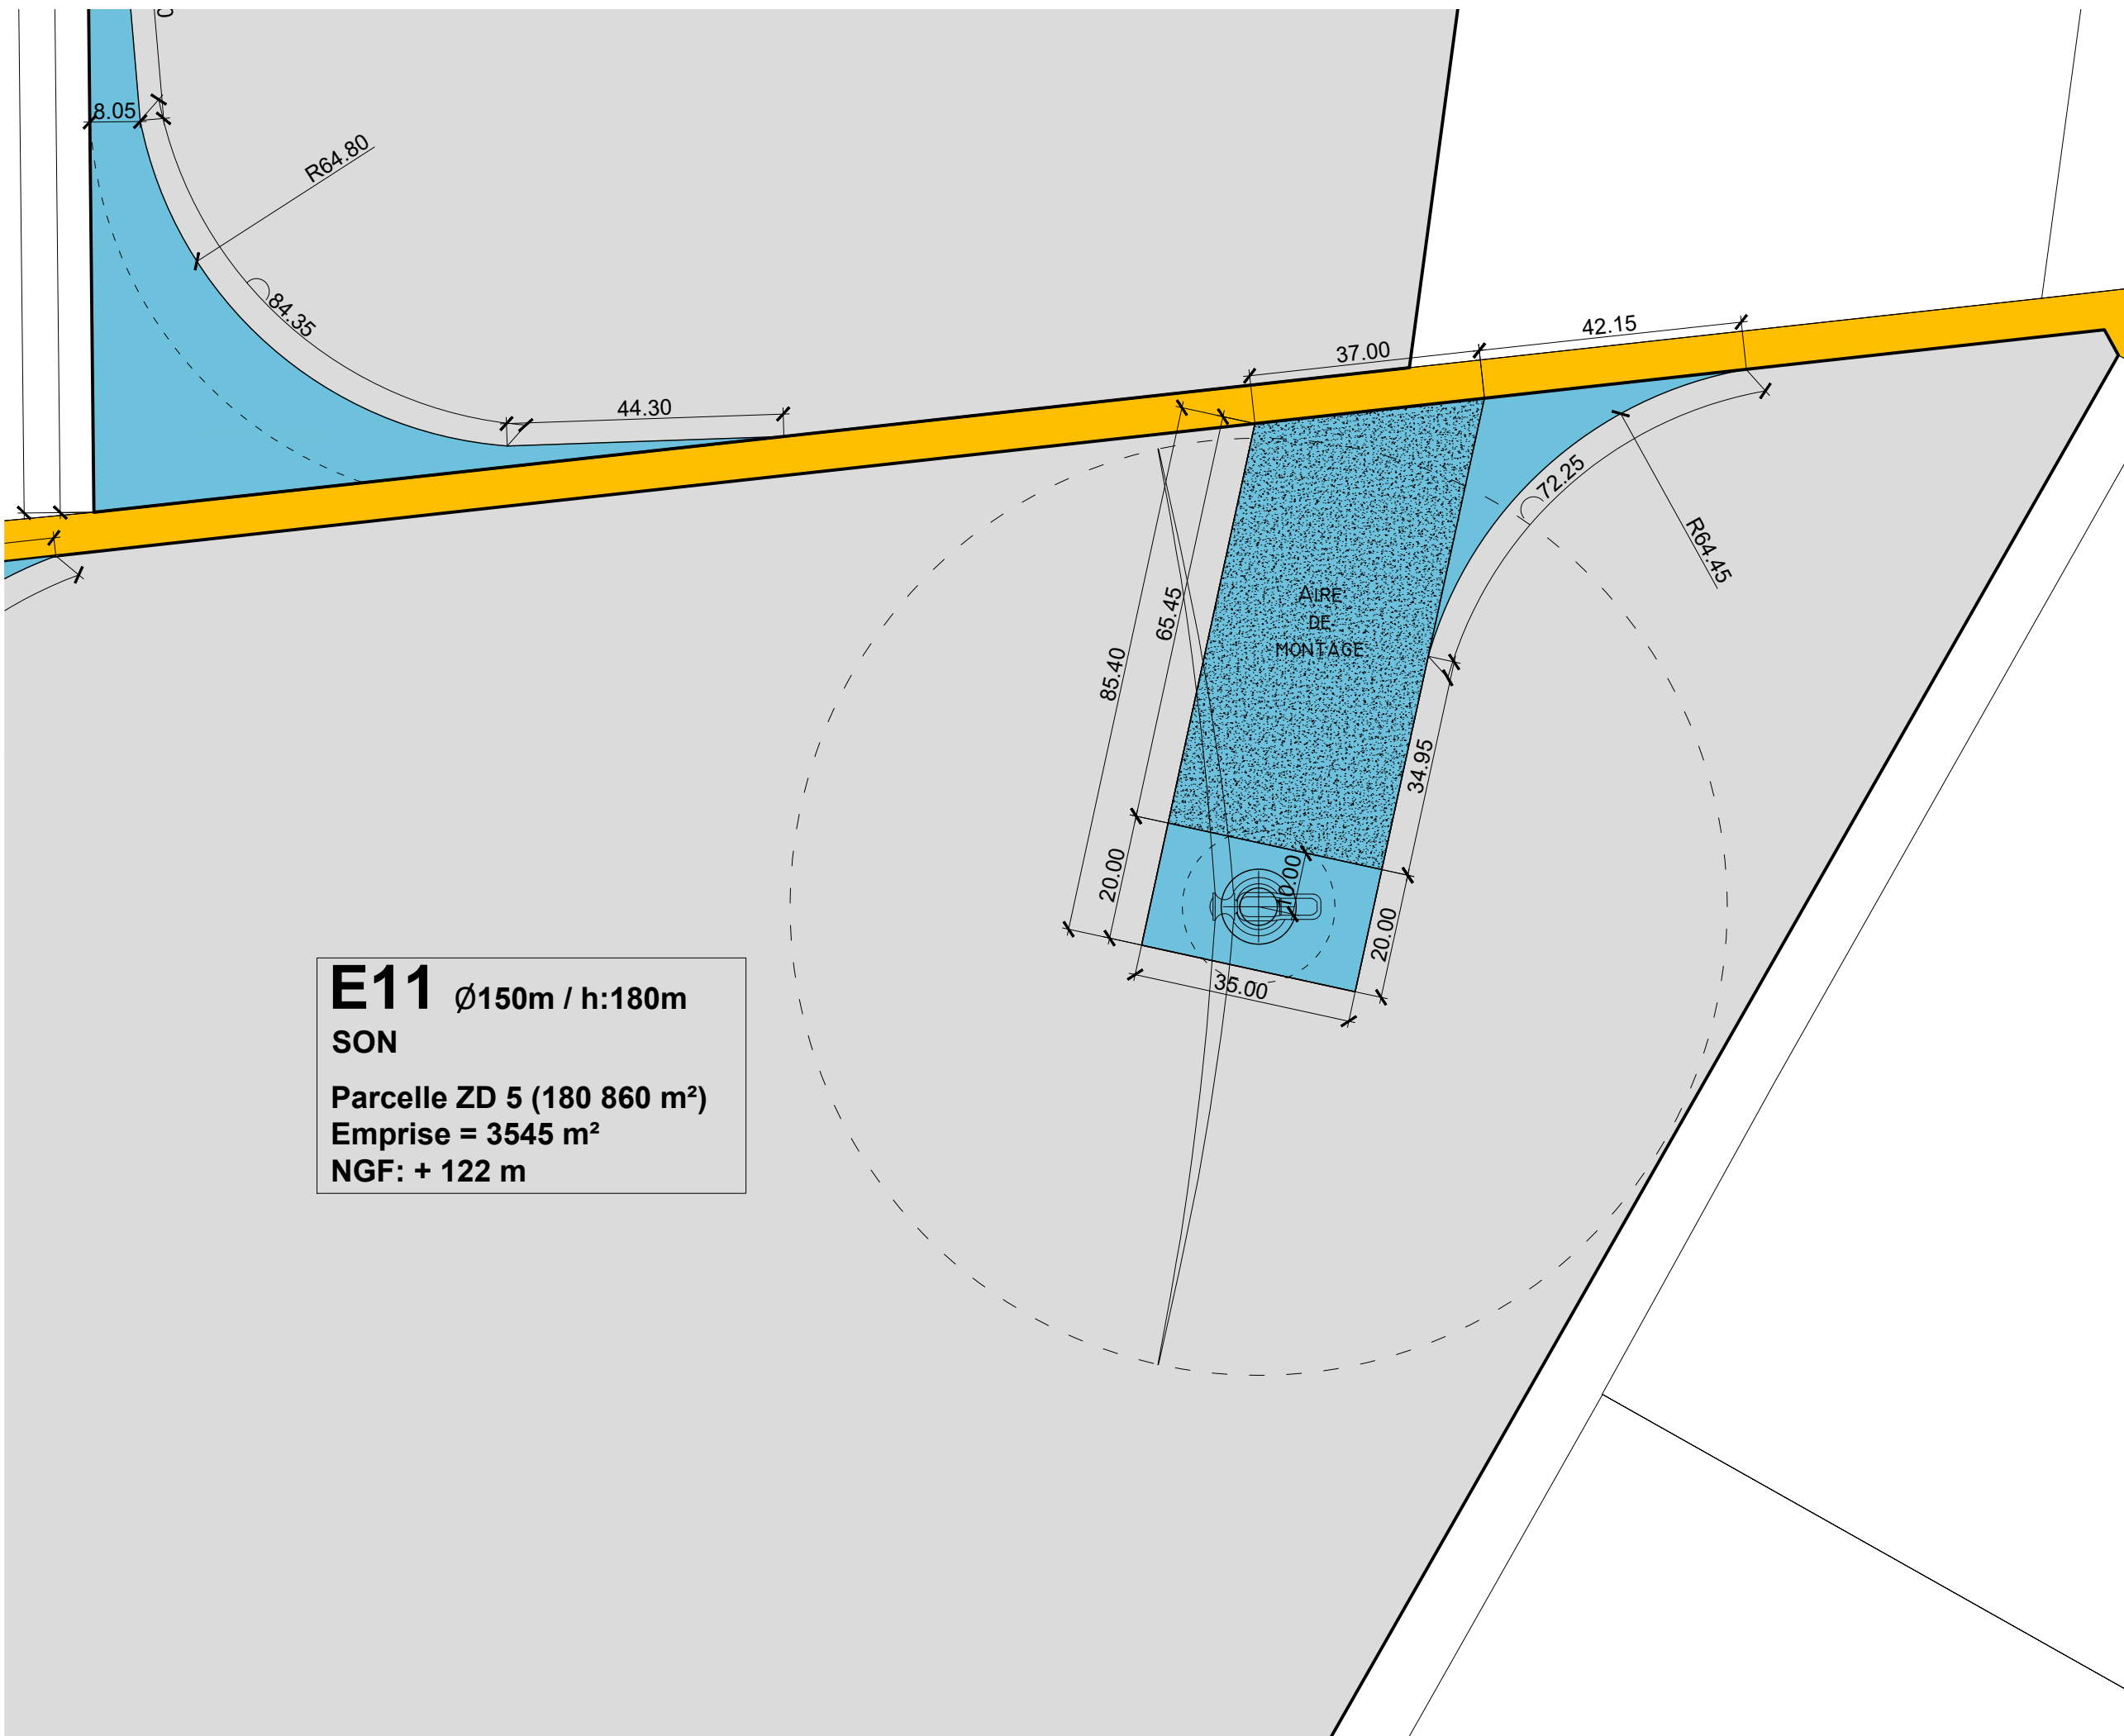 8.05
R64.80
84.35
44.30
37.00
42.15
72.25
R64.45
AIRE
DE
MONTAGE
65.45
85.40
34.95
20.00
10.00
20.00
35.00
E11 Ø150m / h:180m
SON
Parcelle ZD 5 (180 860 m²)
Emprise = 3545 m²
NGF: + 122 m